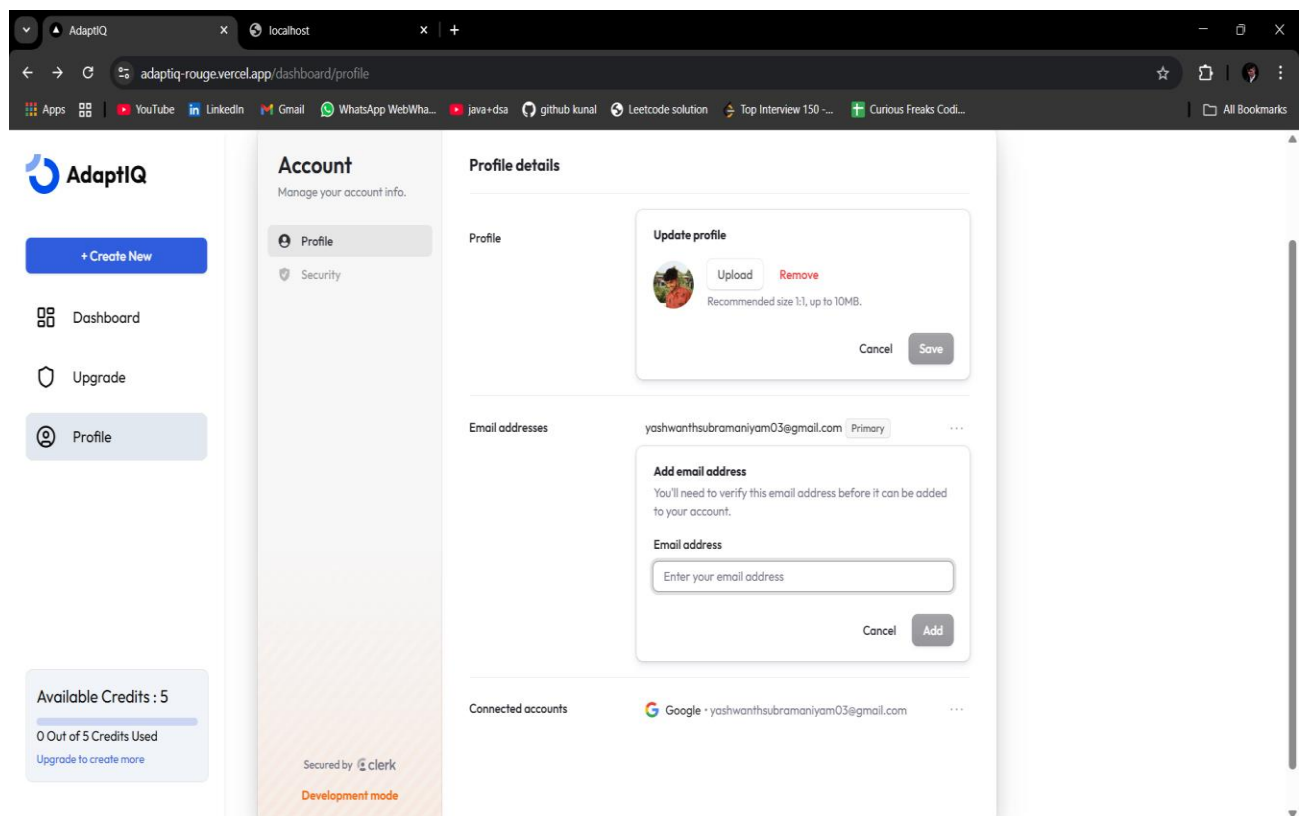 AdaptIQ
localhost
adaptiq-rouge.vercel.app/dashboard/profile
Apps
YouTube
LinkedIn
Gmail
WhatsApp WebWha...
java+dsa
github kunal
Leetcode solution
Top Interview 150 -...
Curious Freaks Codi...
All Bookmarks
AdaptIQ
+ Create New
Dashboard
Upgrade
Profile
Available Credits : 5
0 Out of 5 Credits Used
Upgrade to create more
Account
Manage your account info.
Profile
Security
Secured by clerk
Development mode
Profile details
Profile
Update profile
Upload Remove
Recommended size 1:1, up to 10MB.
Cancel Save
Email addresses
yashwanthsubramaniyam03@gmail.com Primary ...
Add email address
You'll need to verify this email address before it can be added
to your account.
Email address
Enter your email address
Cancel Add
Connected accounts
Google • yashwanthsubramaniyam03@gmail.com ...